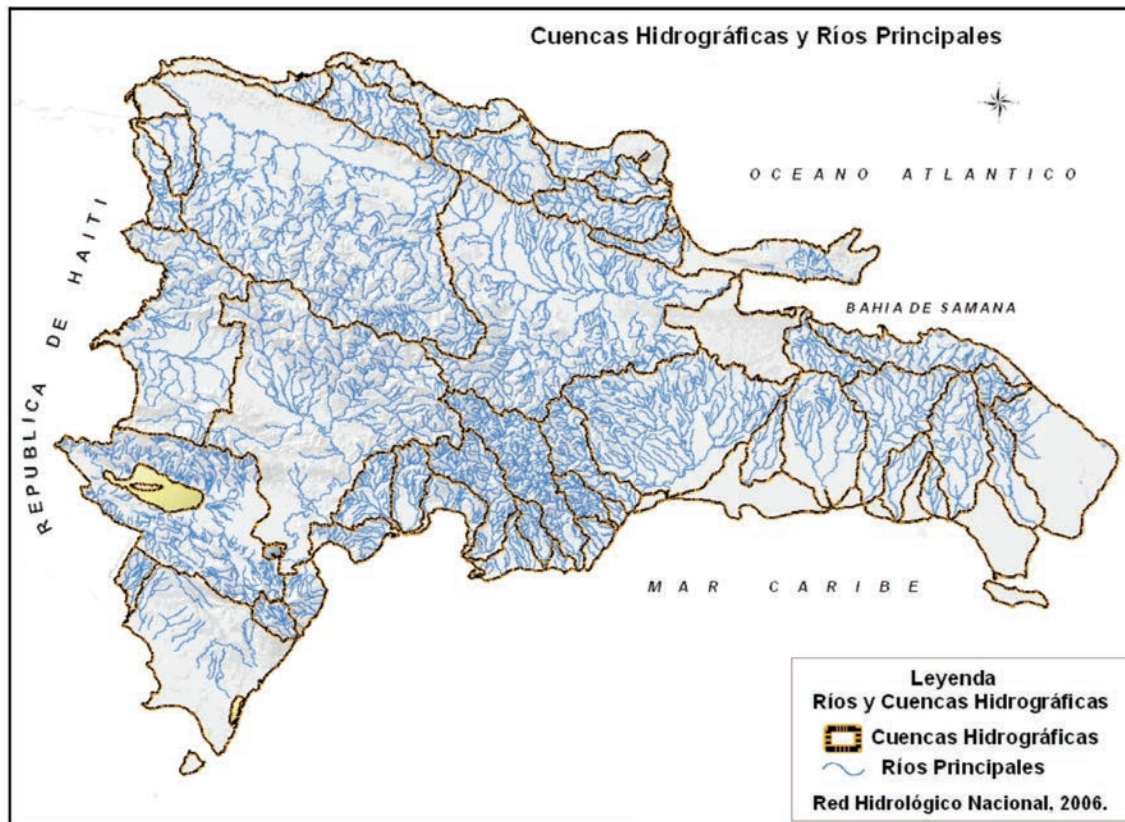 Cuencas Hidrográficas y Ríos Principales
OCEANO ATLANTICO
REPUBLICA DE HAITI
BAHIA DE SAMANA
MAR CARIBE
Leyenda
Ríos y Cuencas Hidrográficas
Cuencas Hidrográficas
Ríos Principales
Red Hidrológico Nacional, 2006.